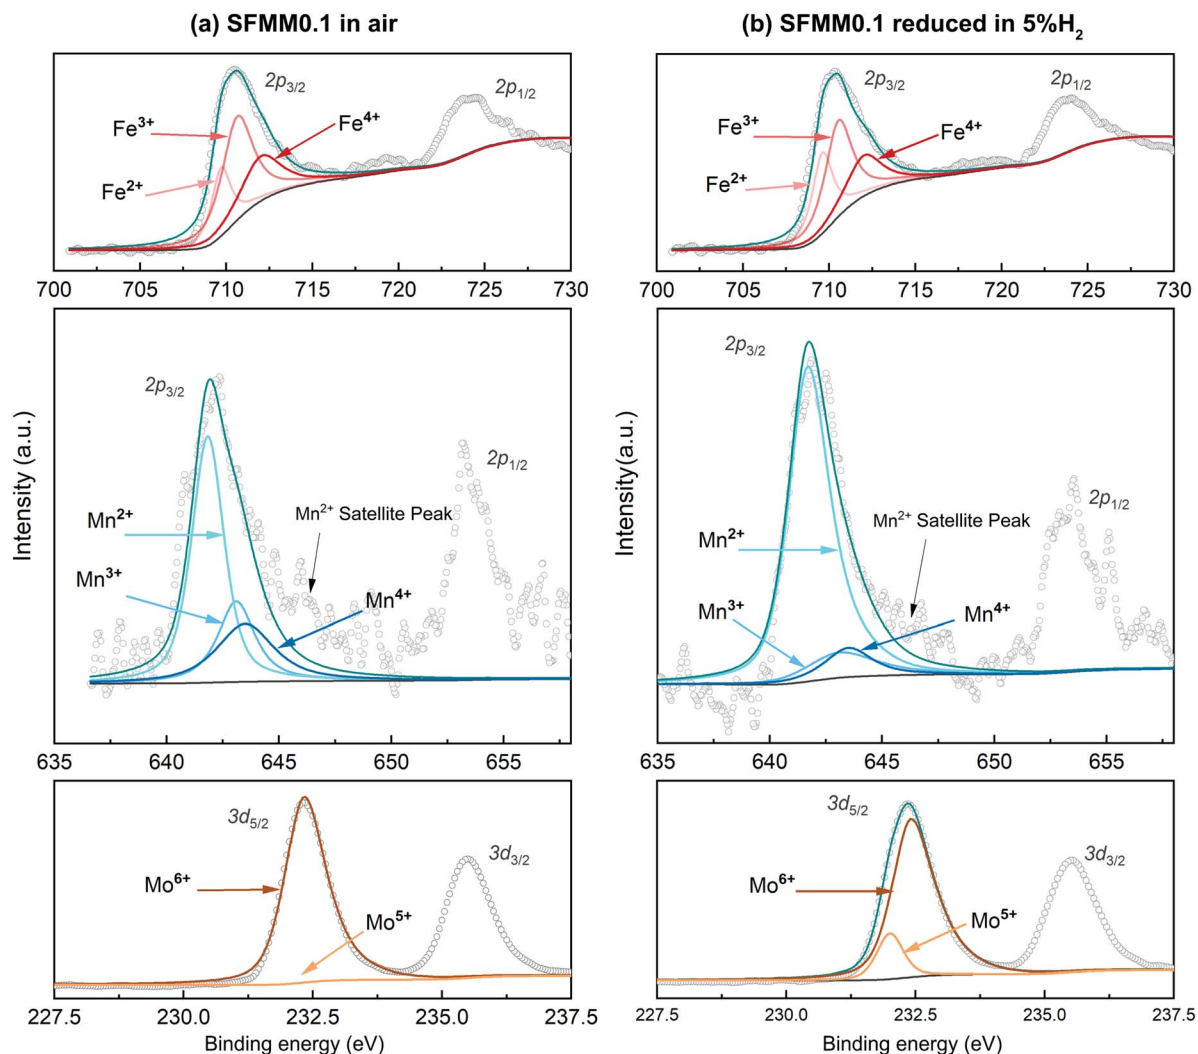 (a) SFMM0.1 in air
(b) SFMM0.1 reduced in 5%H₂
2p₃/₂
2p₁/₂
Fe³⁺
Fe⁴⁺
Fe²⁺
700 705 710 715 720 725 730
2p₃/₂
2p₁/₂
Fe³⁺
Fe⁴⁺
Fe²⁺
700 705 710 715 720 725 730
Intensity (a.u.)
2p₃/₂
2p₁/₂
Mn²⁺
Mn²⁺ Satellite Peak
Mn³⁺
Mn⁴⁺
635 640 645 650 655
Intensity(a.u.)
2p₃/₂
2p₁/₂
Mn²⁺ Satellite Peak
Mn²⁺
Mn³⁺
Mn⁴⁺
635 640 645 650 655
3d₅/₂
3d₃/₂
Mo⁶⁺
Mo⁵⁺
227.5 230.0 232.5 235.0 237.5
Binding energy (eV)
3d₅/₂
3d₃/₂
Mo⁶⁺
Mo⁵⁺
227.5 230.0 232.5 235.0 237.5
Binding energy (eV)